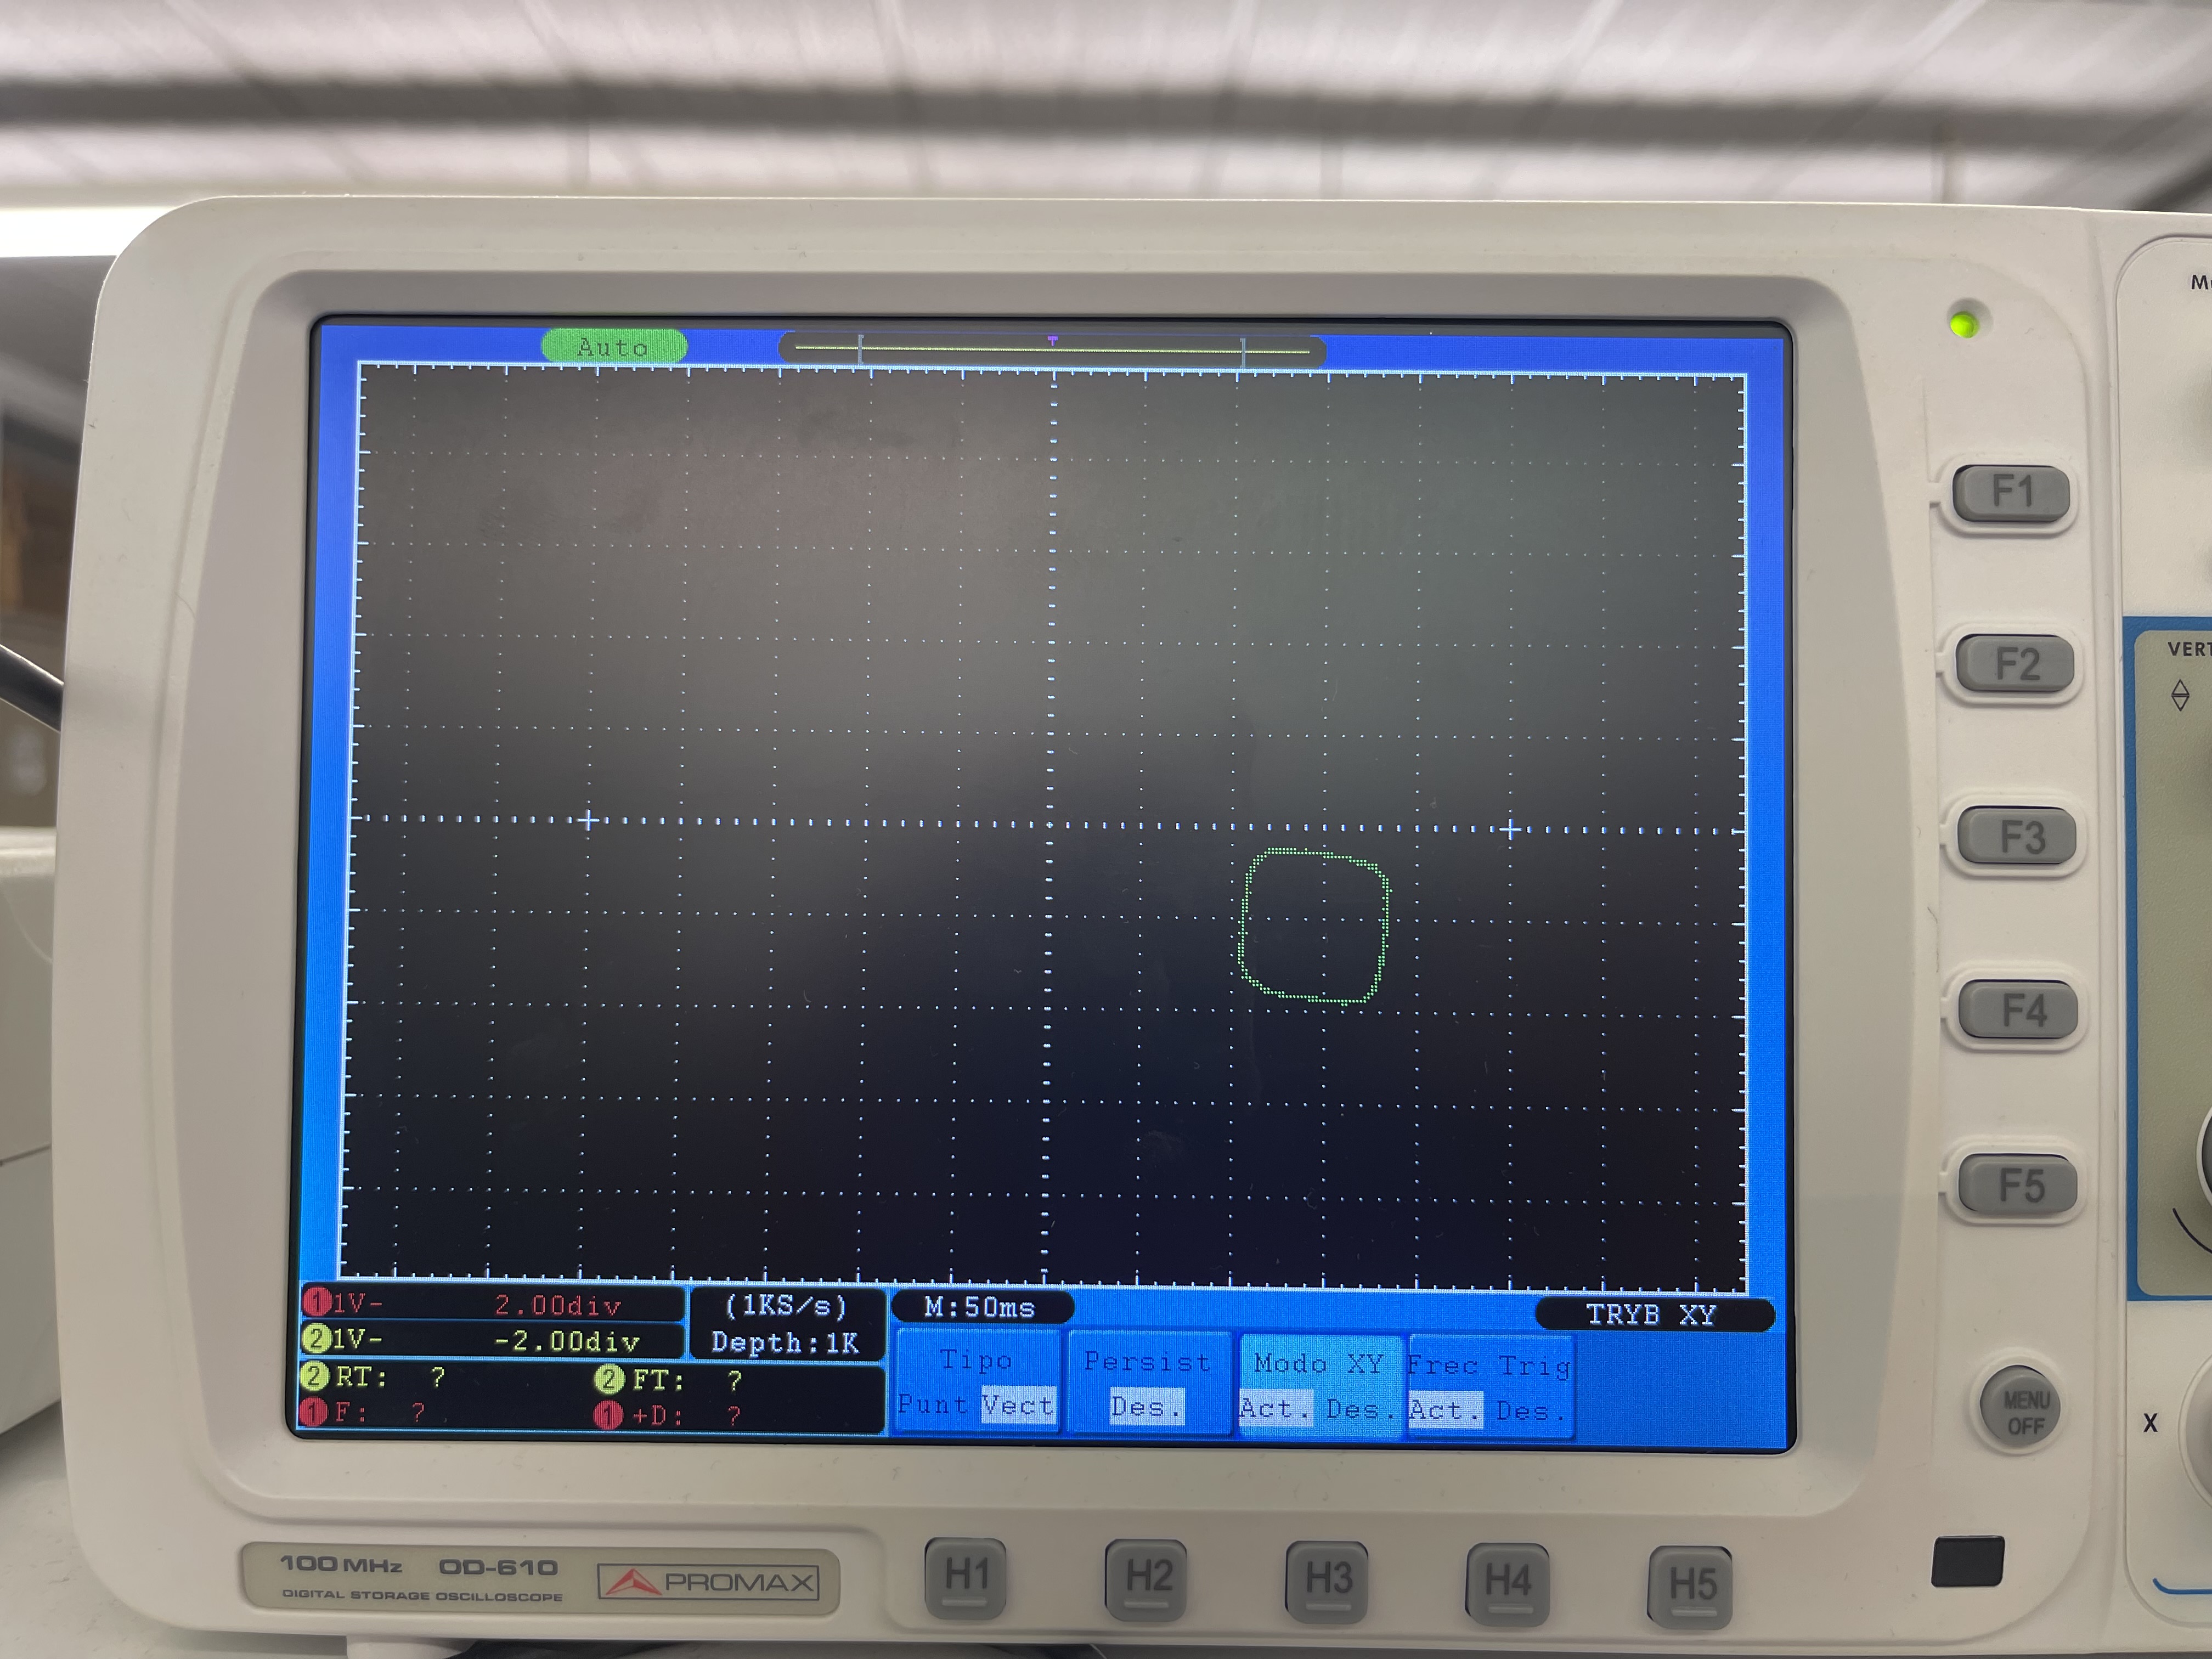 Auto
T
F1
F2
VERT
F3
F4
F5
1 1V- 2.00div
2 1V- -2.00div
(1KS/s)
Depth:1K
M:50ms
TRYB XY
2 RT: ?
2 FT: ?
1 F: ?
1 +D: ?
Tipo
Punt Vect
Persist
Des.
Modo XY
Act. Des.
Frec Trig
Act. Des.
MENU
OFF
X
100 MHz OD-610
DIGITAL STORAGE OSCILLOSCOPE
PROMAX
H1
H2
H3
H4
H5